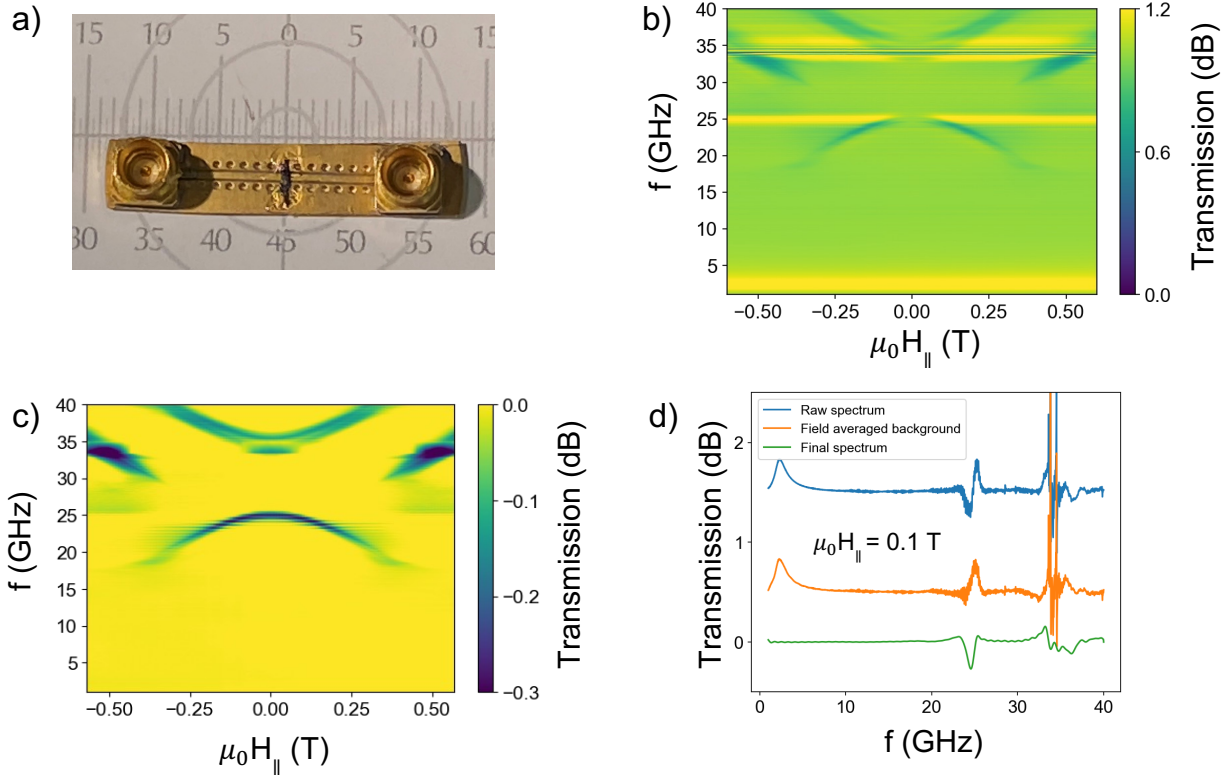 a)
15 10 5 0 5 10 15
30 35 40 45 50 55 60
b)
40
35
30
25
20
15
10
5
f (GHz)
−0.50 −0.25 0.00 0.25 0.50
μ₀H∥ (T)
1.2
0.6
0.0
Transmission (dB)
c)
40
35
30
25
20
15
10
5
f (GHz)
−0.50 −0.25 0.00 0.25 0.50
μ₀H∥ (T)
0.0
−0.1
−0.2
−0.3
Transmission (dB)
d)
Raw spectrum
Field averaged background
Final spectrum
μ₀H∥ = 0.1 T
2
1
0
Transmission (dB)
0 10 20 30 40
f (GHz)